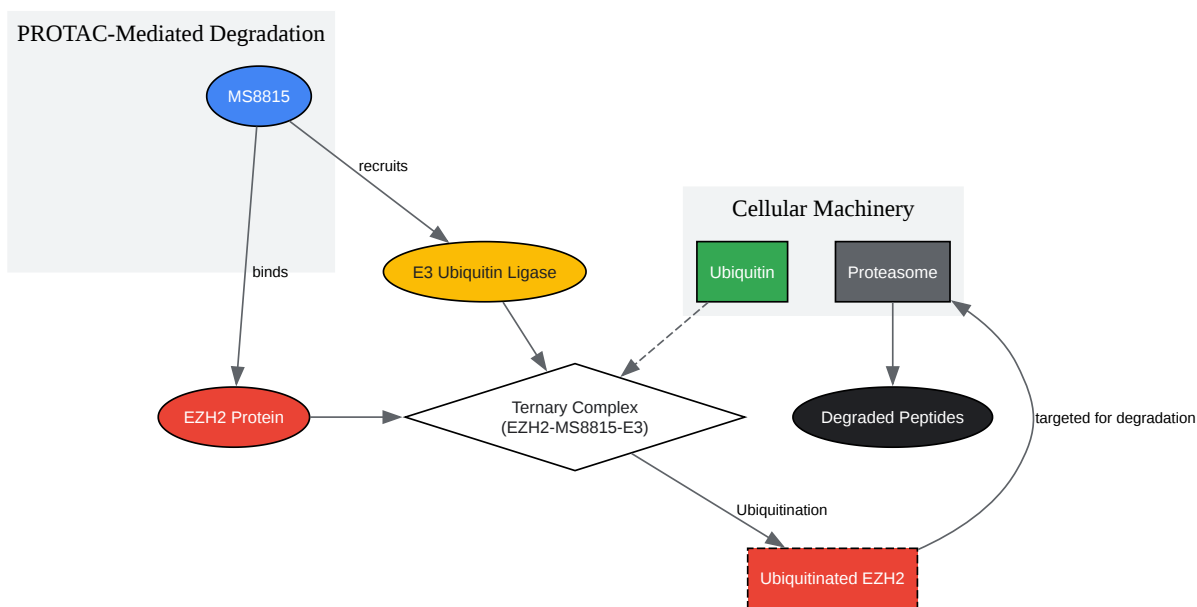 PROTAC-Mediated Degradation
MS8815
recruits
Cellular Machinery
binds
E3 Ubiquitin Ligase
Ubiquitin
Proteasome
EZH2 Protein
Ternary Complex
(EZH2-MS8815-E3)
Degraded Peptides
targeted for degradation
Ubiquitination
Ubiquitinated EZH2